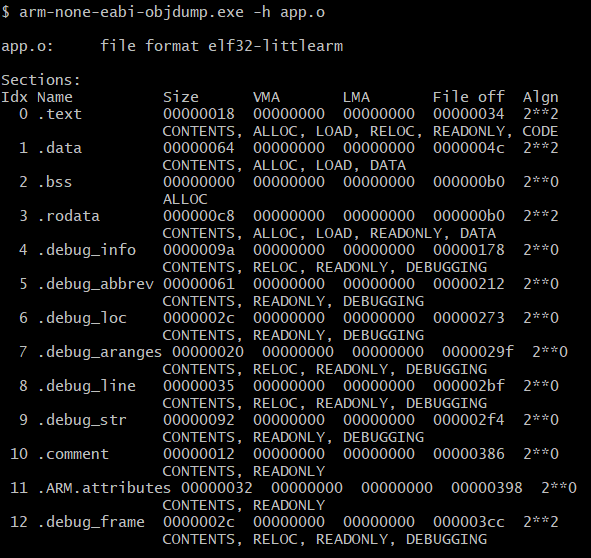 $ arm-none-eabi-objdump.exe -h app.o
app.o:     file format elf32-littlearm
Sections:
Idx Name          Size      VMA       LMA       File off  Algn
  0 .text         00000018  00000000  00000000  00000034  2**2
                  CONTENTS, ALLOC, LOAD, RELOC, READONLY, CODE
  1 .data         00000064  00000000  00000000  0000004c  2**2
                  CONTENTS, ALLOC, LOAD, DATA
  2 .bss          00000000  00000000  00000000  000000b0  2**0
                  ALLOC
  3 .rodata       000000c8  00000000  00000000  000000b0  2**2
                  CONTENTS, ALLOC, LOAD, READONLY, DATA
  4 .debug_info   0000009a  00000000  00000000  00000178  2**0
                  CONTENTS, RELOC, READONLY, DEBUGGING
  5 .debug_abbrev 00000061  00000000  00000000  00000212  2**0
                  CONTENTS, READONLY, DEBUGGING
  6 .debug_loc    0000002c  00000000  00000000  00000273  2**0
                  CONTENTS, READONLY, DEBUGGING
  7 .debug_aranges 00000020  00000000  00000000  0000029f  2**0
                  CONTENTS, RELOC, READONLY, DEBUGGING
  8 .debug_line   00000035  00000000  00000000  000002bf  2**0
                  CONTENTS, RELOC, READONLY, DEBUGGING
  9 .debug_str    00000092  00000000  00000000  000002f4  2**0
                  CONTENTS, READONLY, DEBUGGING
 10 .comment      00000012  00000000  00000000  00000386  2**0
                  CONTENTS, READONLY
 11 .ARM.attributes 00000032  00000000  00000000  00000398  2**0
                  CONTENTS, READONLY
 12 .debug_frame  0000002c  00000000  00000000  000003cc  2**2
                  CONTENTS, RELOC, READONLY, DEBUGGING